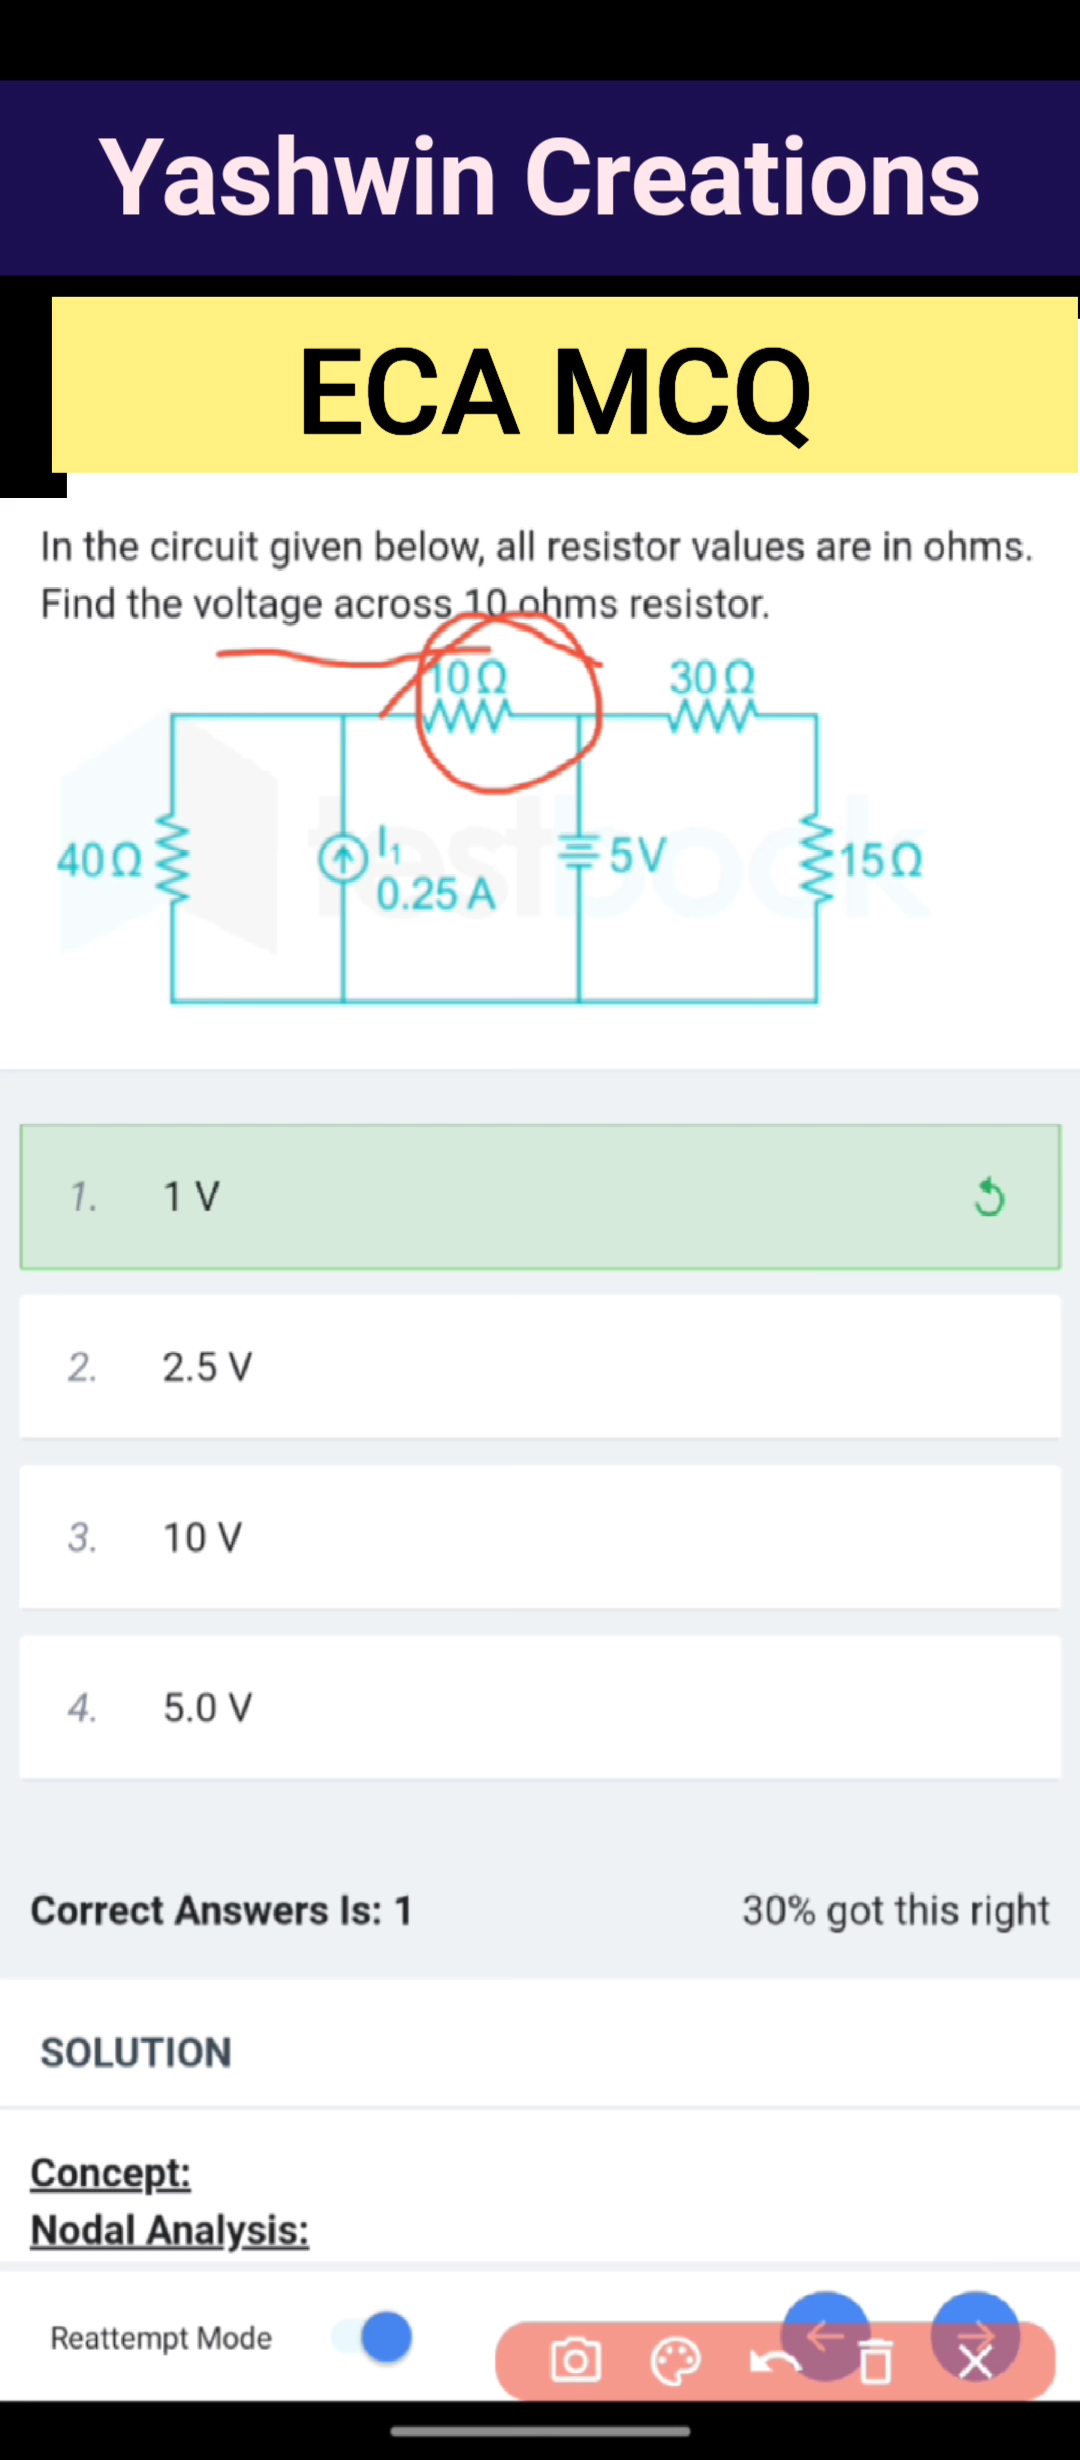 Yashwin Creations
ECA MCQ
In the circuit given below, all resistor values are in ohms.
Find the voltage across 10 ohms resistor.
10Ω
30Ω
40Ω
I₁
0.25 A
5V
15Ω
testbook
1. 1 V
2. 2.5 V
3. 10 V
4. 5.0 V
Correct Answers Is: 1
30% got this right
SOLUTION
Concept:
Nodal Analysis:
Reattempt Mode